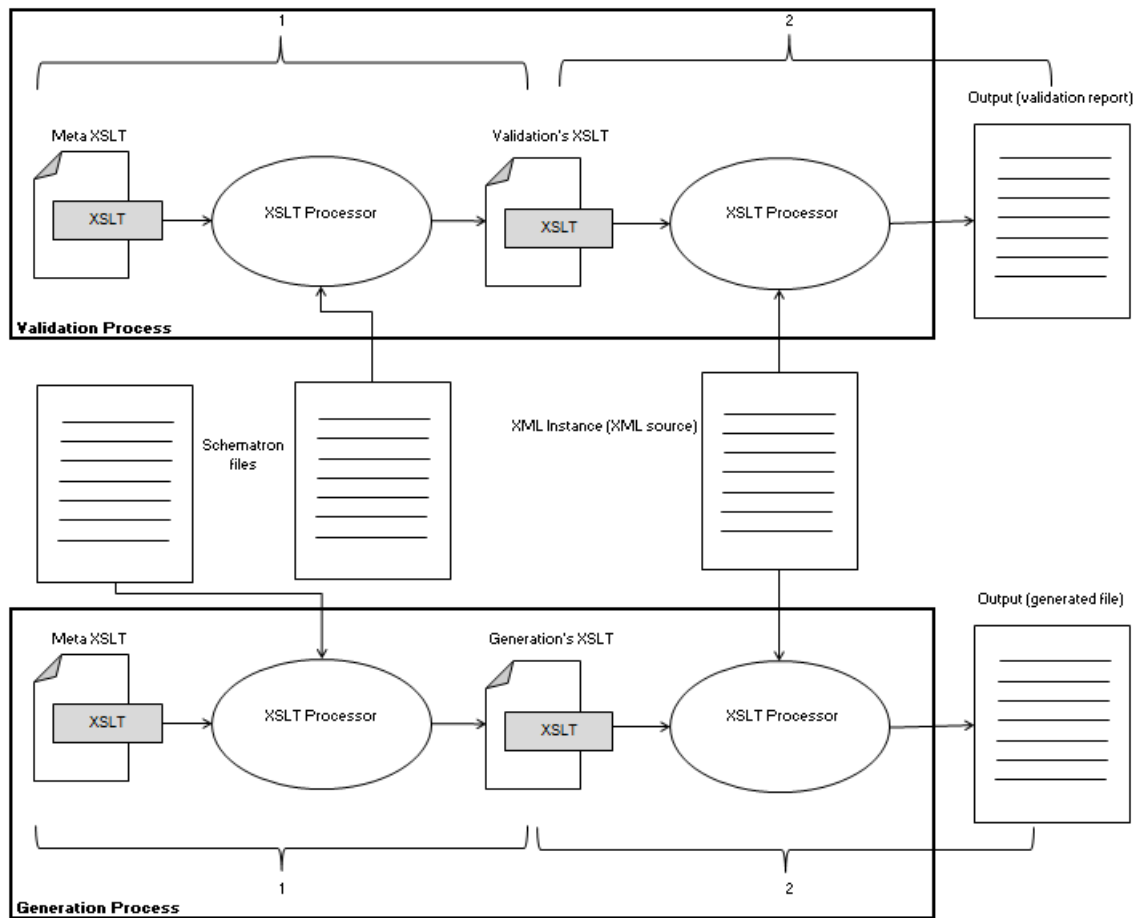 1
2
Output (validation report)
Meta XSLT
Validation's XSLT
XSLT
XSLT Processor
XSLT
XSLT Processor
Validation Process
Schematron
files
XML Instance (XML source)
Output (generated file)
Meta XSLT
Generation's XSLT
XSLT
XSLT Processor
XSLT
XSLT Processor
1
2
Generation Process